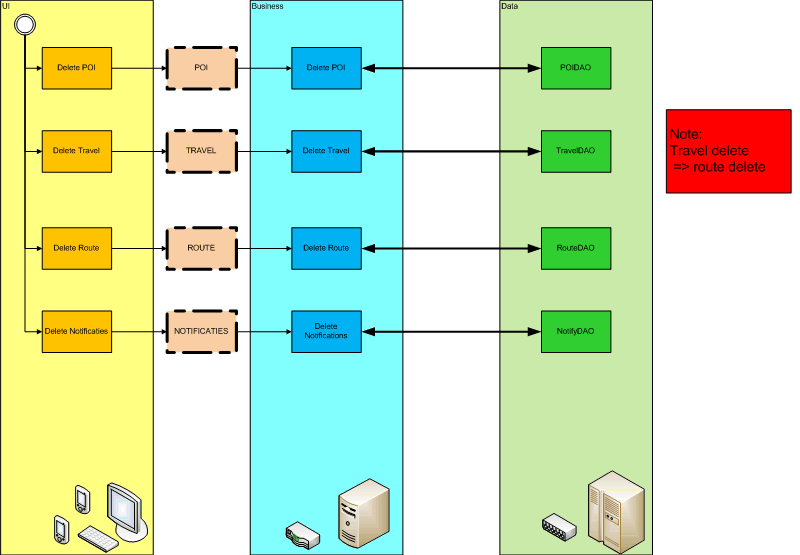 UI
Business
Data
Delete POI
POI
Delete POI
POIDAO
Note:
Travel delete
=> route delete
Delete Travel
TRAVEL
Delete Travel
TravelDAO
Delete Route
ROUTE
Delete Route
RouteDAO
Delete Notificaties
NOTIFICATIES
Delete
Notifications
NotifyDAO